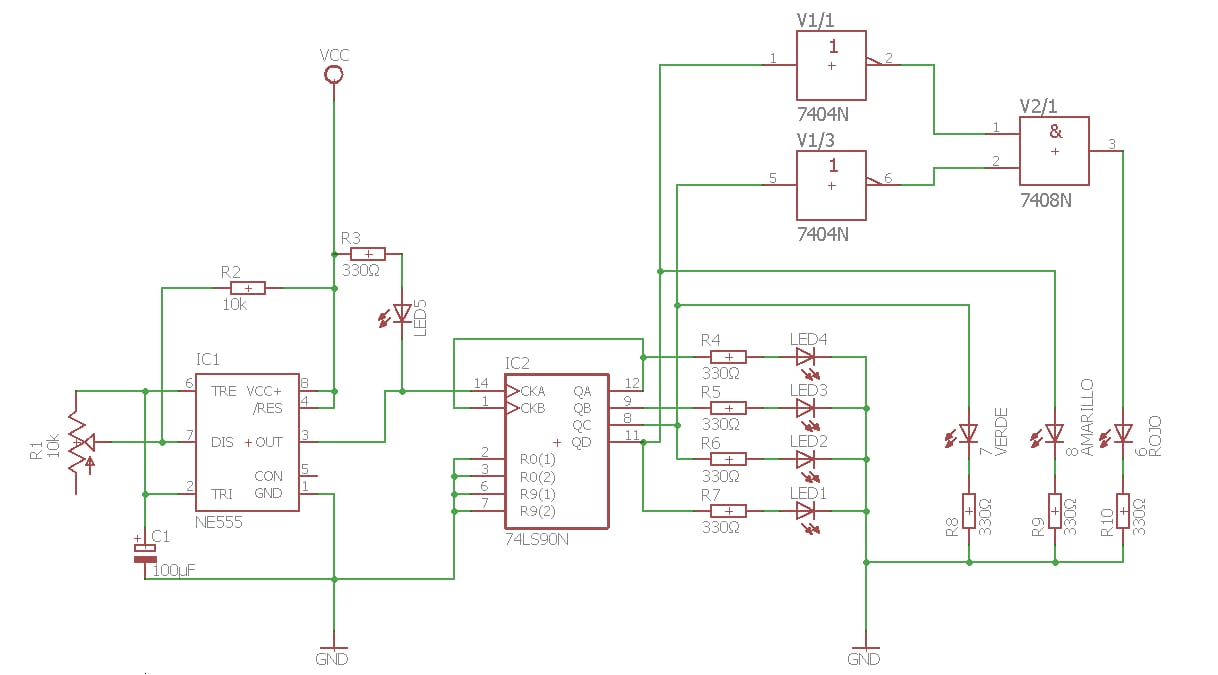 V1/1
VCC
1
1
2
+
7404N
V2/1
V1/3
1
&
1
+
3
5
6
2
+
7408N
7404N
R3
330Ω
R2
10k
LED5
IC1
IC2
R4
LED4
330Ω
R5
LED3
330Ω
R6
LED2
330Ω
R7
LED1
330Ω
6
TRE
VCC+
8
/RES
4
7
DIS
+OUT
3
CON
5
2
TRI
GND
1
NE555
R1
10k
+
C1
100µF
14
CKA
QA
12
1
CKB
QB
9
QC
8
+
QD
11
2
R0(1)
3
R0(2)
6
R9(1)
7
R9(2)
74LS90N
7
VERDE
8
AMARILLO
6
ROJO
R8
330Ω
R9
330Ω
R10
330Ω
GND
GND